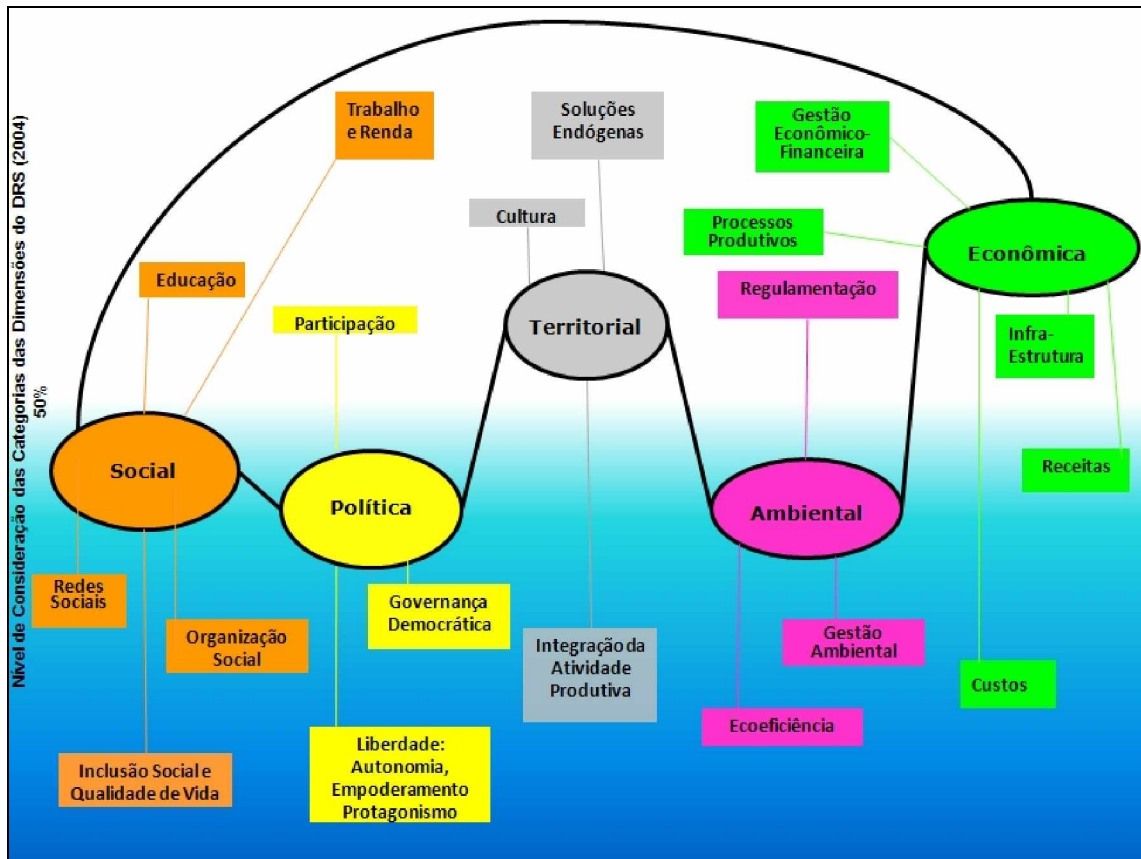 Nível de Consideração das Categorias das Dimensões do DRS (2004)
50%
Trabalho
e Renda
Soluções
Endógenas
Gestão
Econômico-
Financeira
Cultura
Processos
Produtivos
Econômica
Educação
Regulamentação
Participação
Territorial
Infra-
Estrutura
Social
Receitas
Política
Ambiental
Redes
Sociais
Governança
Democrática
Organização
Social
Integração da
Atividade
Produtiva
Gestão
Ambiental
Custos
Ecoeficiência
Inclusão Social e
Qualidade de Vida
Liberdade:
Autonomia,
Empoderamento
Protagonismo